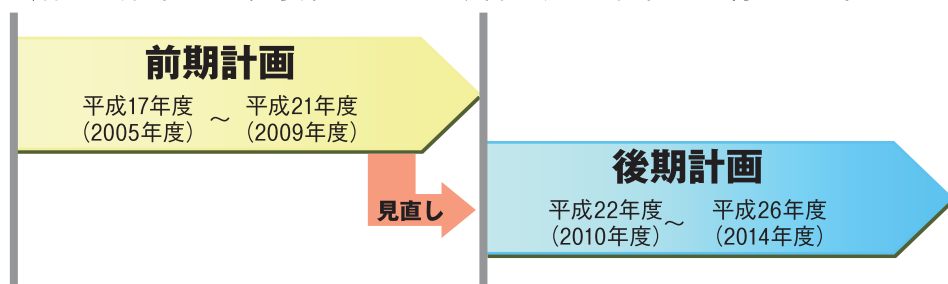 前期計画
平成17年度 ～ 平成21年度
(2005年度) (2009年度)
見直し
後期計画
平成22年度 ～ 平成26年度
(2010年度) (2014年度)